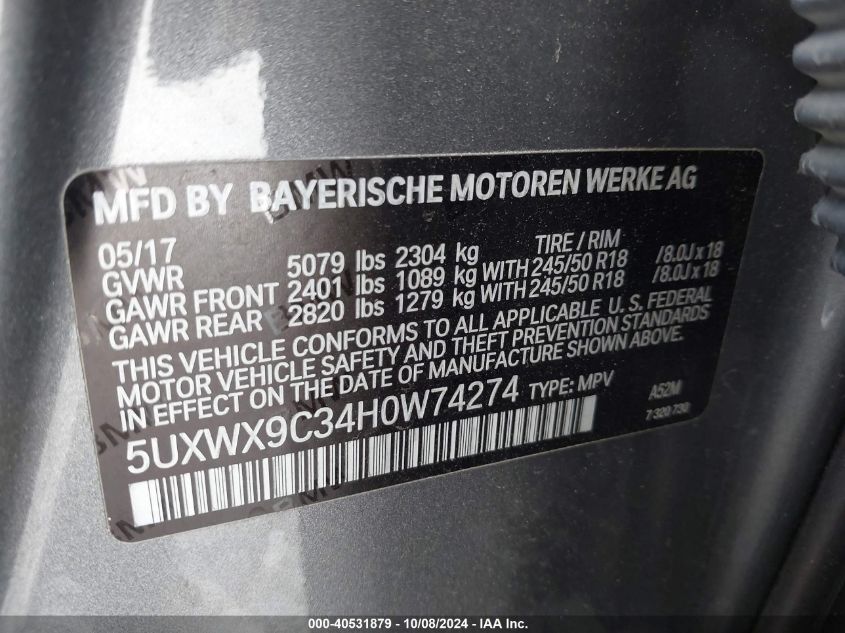 MFD BY BAYERISCHE MOTOREN WERKE AG
05/17 TIRE / RIM
GVWR 5079 lbs 2304 kg
GAWR FRONT 2401 lbs 1089 kg WITH 245/50 R18 /8.0J x 18
GAWR REAR 2820 lbs 1279 kg WITH 245/50 R18 /8.0J x 18
THIS VEHICLE CONFORMS TO ALL APPLICABLE U. S. FEDERAL
MOTOR VEHICLE SAFETY AND THEFT PREVENTION STANDARDS
IN EFFECT ON THE DATE OF MANUFACTURE SHOWN ABOVE.
5UXWX9C34H0W74274 TYPE: MPV A52M
7 320 730
000-40531879 - 10/08/2024 - IAA Inc.